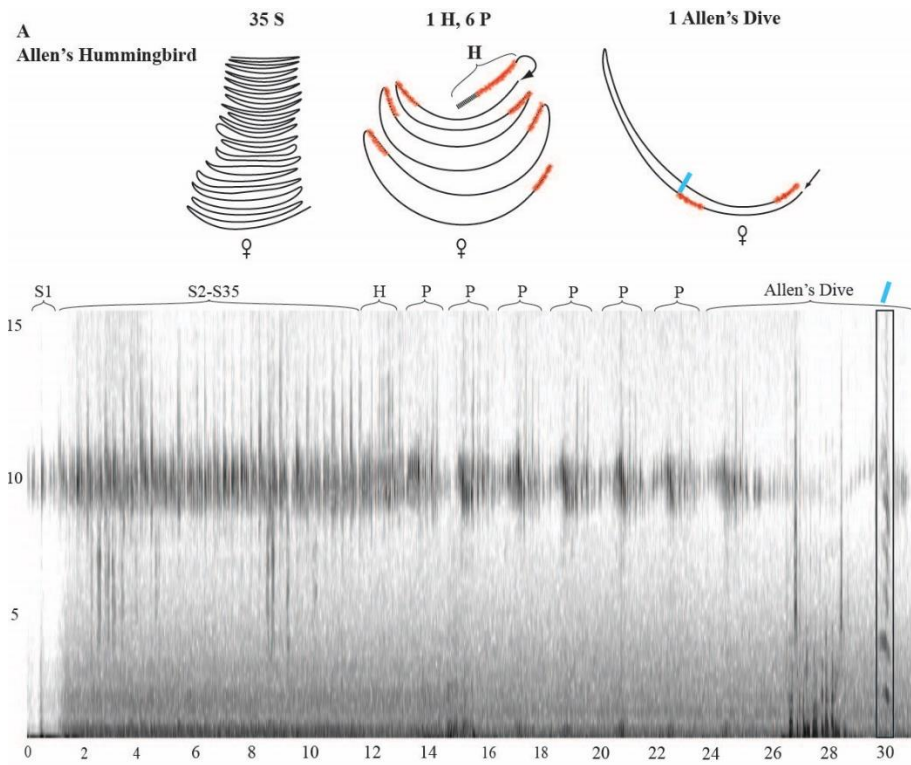 A
Allen's Hummingbird
35 S
1 H, 6 P
1 Allen's Dive
H
♀ ♀ ♀
S1 S2-S35 H P P P P P P Allen's Dive
15
10
5
0 2 4 6 8 10 12 14 16 18 20 22 24 26 28 30